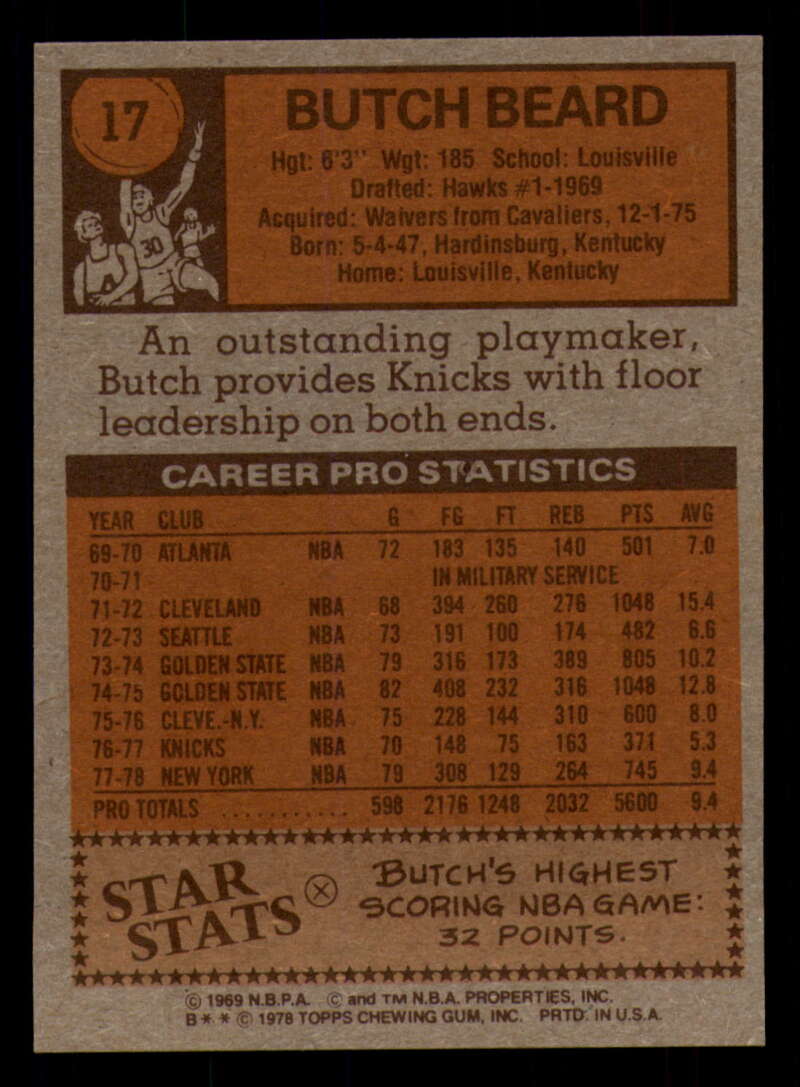 17
BUTCH BEARD
Hgt: 6'3" Wgt: 185 School: Louisville
Drafted: Hawks #1-1969
Acquired: Waivers from Cavaliers, 12-1-75
Born: 5-4-47, Hardinsburg, Kentucky
Home: Louisville, Kentucky
30
A
An outstanding playmaker,
Butch provides Knicks with floor
leadership on both ends.
CAREER PRO STATISTICS
YEAR CLUB G FG FT REB PTS AVG
69-70 ATLANTA NBA 72 183 135 140 501 7.0
70-71 IN MILITARY SERVICE
71-72 CLEVELAND NBA 68 394 260 276 1048 15.4
72-73 SEATTLE NBA 73 191 100 174 482 6.6
73-74 GOLDEN STATE NBA 79 316 173 389 805 10.2
74-75 GOLDEN STATE NBA 82 408 232 316 1048 12.8
75-76 CLEVE.-N.Y. NBA 75 228 144 310 600 8.0
76-77 KNICKS NBA 70 148 75 163 371 5.3
77-78 NEW YORK NBA 79 308 129 264 745 9.4
PRO TOTALS ........... 598 2176 1248 2032 5600 9.4
STAR
STATS
BUTCH'S HIGHEST
SCORING NBA GAME:
32 POINTS.
© 1969 N.B.P.A. © and TM N.B.A. PROPERTIES, INC.
B* * © 1978 TOPPS CHEWING GUM, INC. PRTD. IN U.S.A.